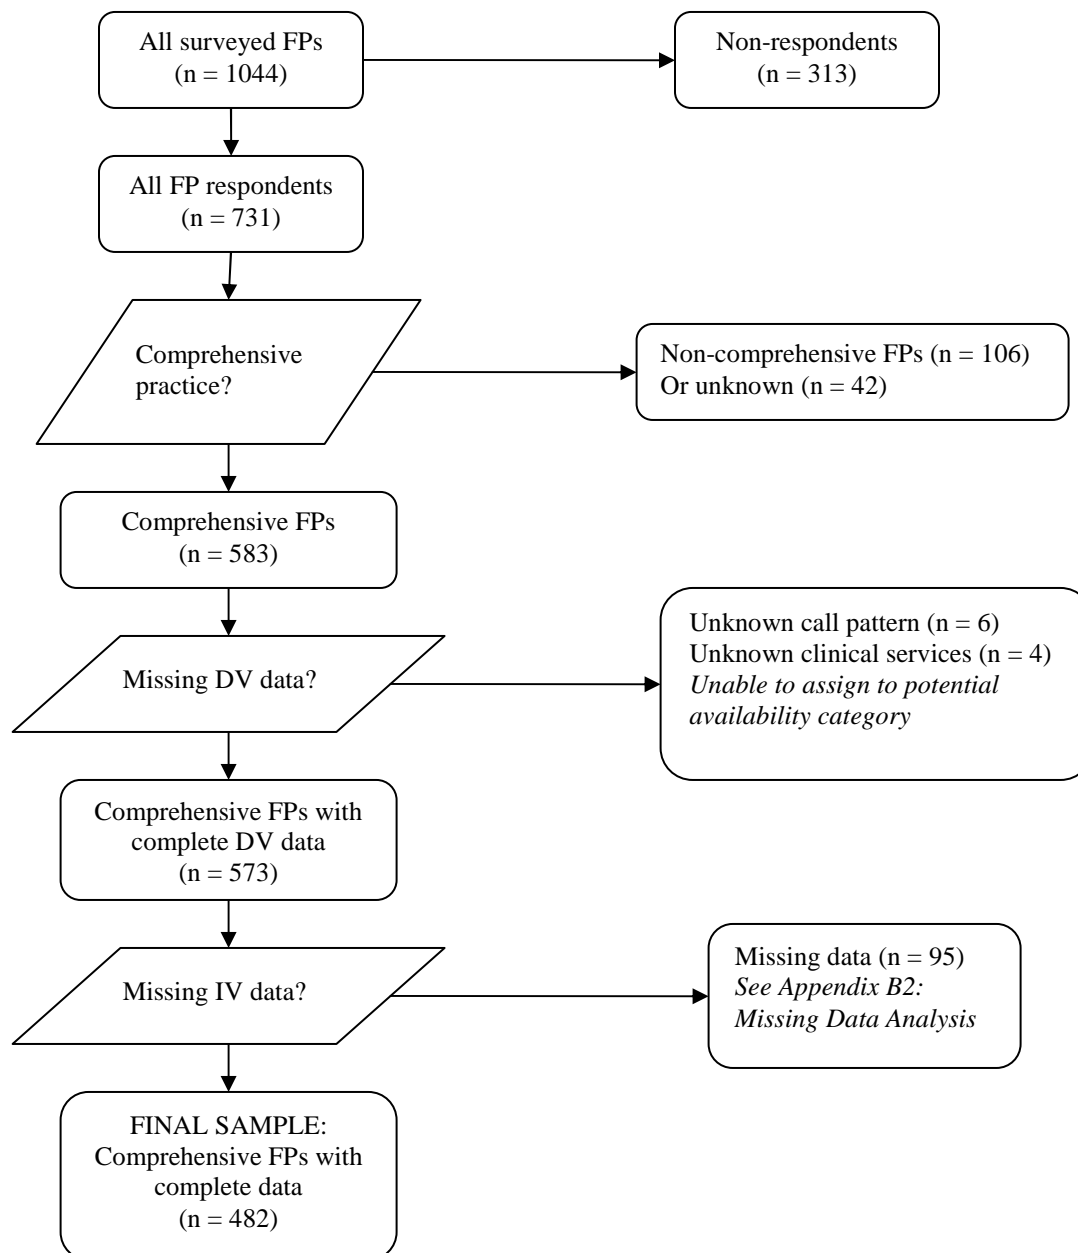 All surveyed FPs
(n = 1044)
Non-respondents
(n = 313)
All FP respondents
(n = 731)
Comprehensive
practice?
Non-comprehensive FPs (n = 106)
Or unknown (n = 42)
Comprehensive FPs
(n = 583)
Missing DV data?
Unknown call pattern (n = 6)
Unknown clinical services (n = 4)
Unable to assign to potential
availability category
Comprehensive FPs with
complete DV data
(n = 573)
Missing IV data?
Missing data (n = 95)
See Appendix B2:
Missing Data Analysis
FINAL SAMPLE:
Comprehensive FPs with
complete data
(n = 482)